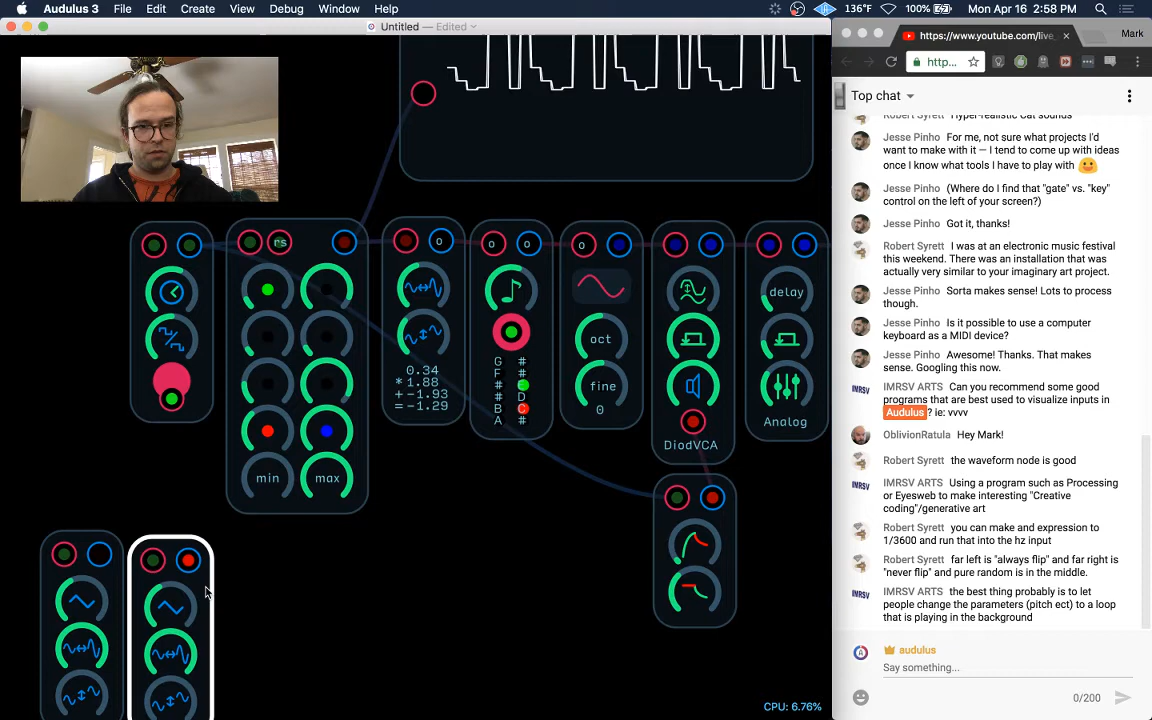 Audulus 3 File Edit Create View Debug Window Help 136°F 100% Mon Apr 16 2:58 PM
Untitled — Edited
https://www.youtube.com/live_
Mark
http...
Top chat
Robert Syrett Hyper-realistic Cat sounds
Jesse Pinho For me, not sure what projects I'd
want to make with it — I tend to come up with ideas
once I know what tools I have to play with
Jesse Pinho (Where do I find that "gate" vs. "key"
control on the left of your screen?)
Jesse Pinho Got it, thanks!
Robert Syrett I was at an electronic music festival
this weekend. There was an installation that was
actually very similar to your imaginary art project.
Jesse Pinho Sorta makes sense! Lots to process
though.
Jesse Pinho Is it possible to use a computer
keyboard as a MIDI device?
Jesse Pinho Awesome! Thanks. That makes
sense. Googling this now.
IMRSV ARTS Can you recommend some good
programs that are best used to visualize inputs in
Audulus ? ie: vvvv
OblivionRatula Hey Mark!
Robert Syrett the waveform node is good
IMRSV ARTS Using a program such as Processing
or Eyesweb to make interesting "Creative
coding"/generative art
Robert Syrett you can make and expression to
1/3600 and run that into the hz input
Robert Syrett far left is "always flip" and far right is
"never flip" and pure random is in the middle.
IMRSV ARTS the best thing probably is to let
people change the parameters (pitch ect) to a loop
that is playing in the background
audulus
Say something...
0/200
rs
min max
o
0.34
*1.88
+-1.93
=-1.29
o o
G #
F #
# E
# D
B C
A #
o
oct
fine
0
DiodVCA
delay
Analog
CPU: 6.76%